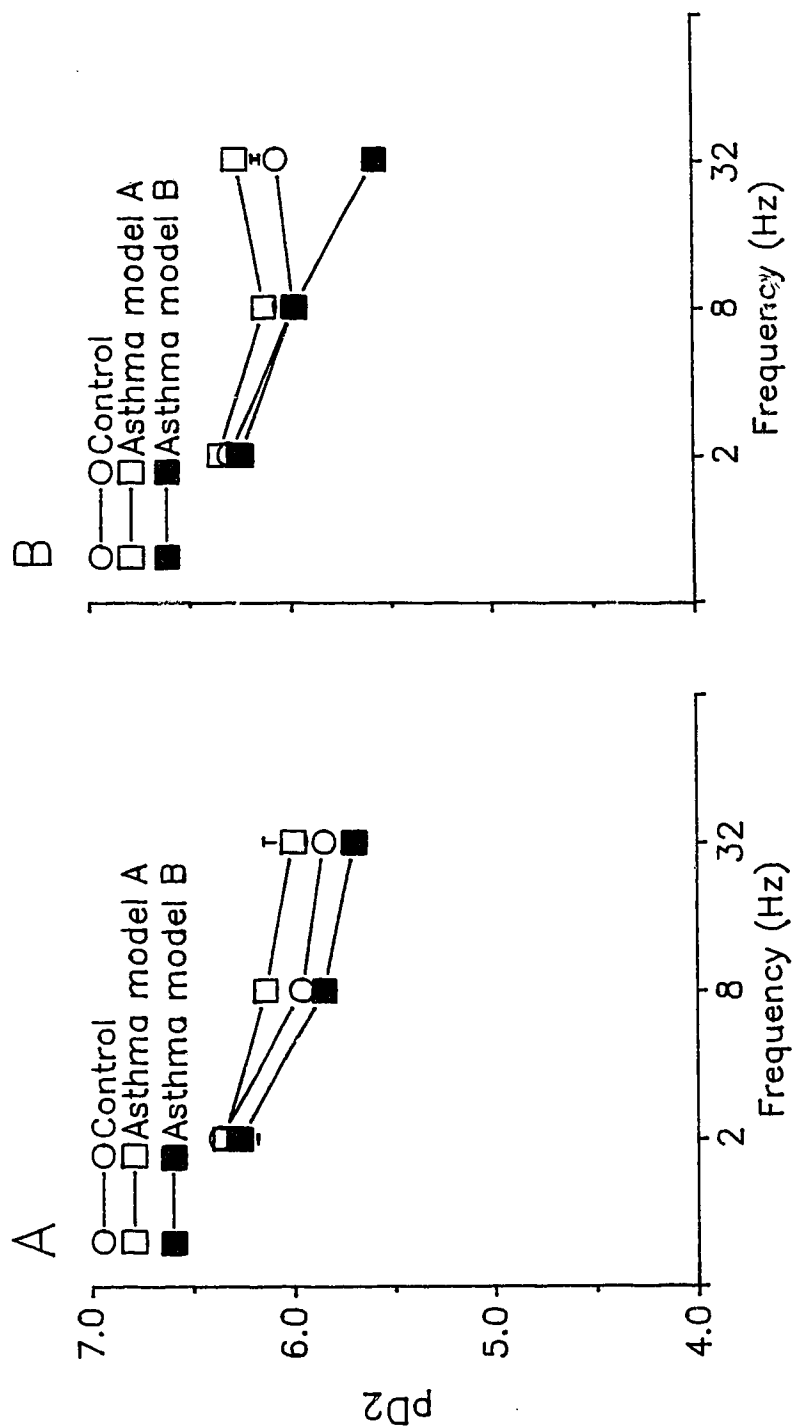 A
Control
Asthma model A
Asthma model B
7.0
6.0
5.0
4.0
pD2
2
8
32
Frequency (Hz)
B
Control
Asthma model A
Asthma model B
2
8
32
Frequency (Hz)